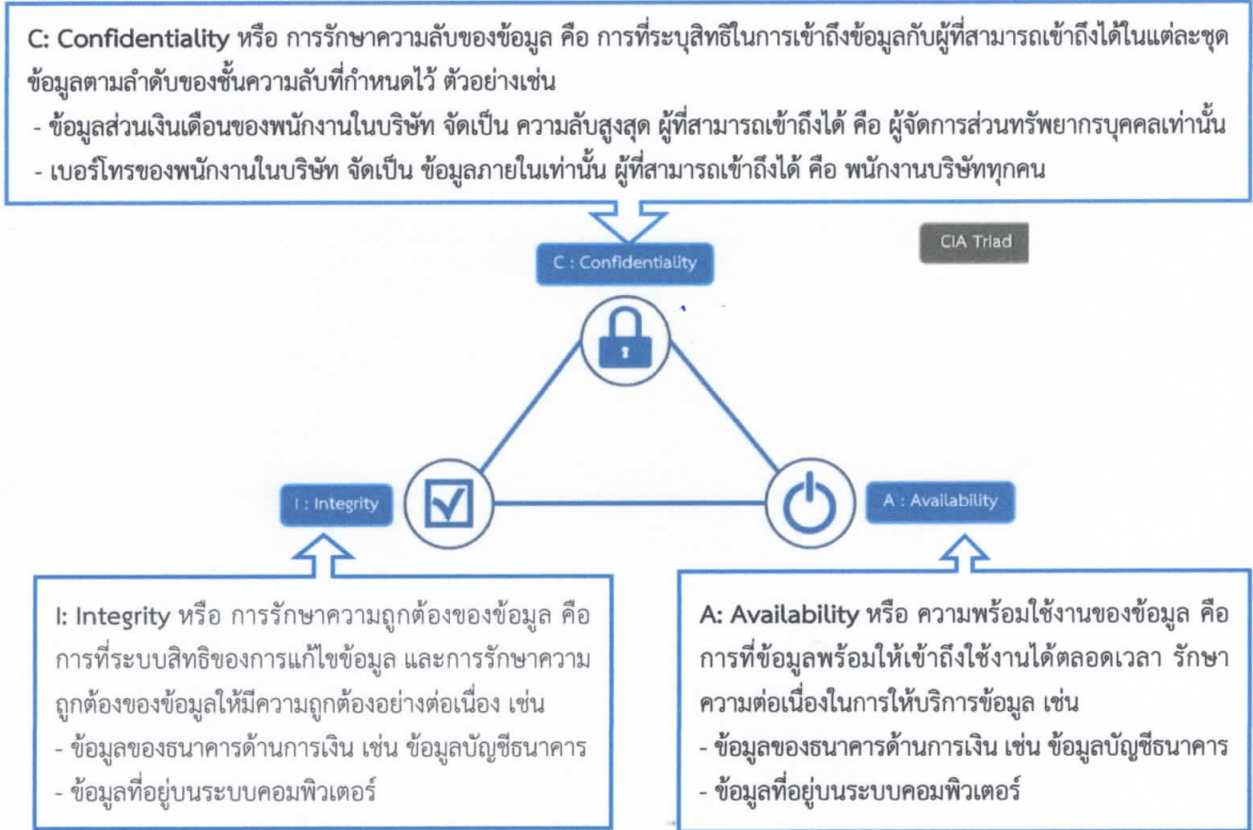 C: Confidentiality หรือ การรักษาความลับของข้อมูล คือ การที่ระบุสิทธิในการเข้าถึงข้อมูลกับผู้ที่สามารถเข้าถึงได้ในแต่ละชุด
ข้อมูลตามลำดับของชั้นความลับที่กำหนดไว้ ตัวอย่างเช่น
- ข้อมูลส่วนเงินเดือนของพนักงานในบริษัท จัดเป็น ความลับสูงสุด ผู้ที่สามารถเข้าถึงได้ คือ ผู้จัดการส่วนทรัพยากรบุคคลเท่านั้น
- เบอร์โทรของพนักงานในบริษัท จัดเป็น ข้อมูลภายในเท่านั้น ผู้ที่สามารถเข้าถึงได้ คือ พนักงานบริษัททุกคน
CIA Triad
C : Confidentiality
I : Integrity
A : Availability
I: Integrity หรือ การรักษาความถูกต้องของข้อมูล คือ
การที่ระบบสิทธิของการแก้ไขข้อมูล และการรักษาความ
ถูกต้องของข้อมูลให้มีความถูกต้องอย่างต่อเนื่อง เช่น
- ข้อมูลของธนาคารด้านการเงิน เช่น ข้อมูลบัญชีธนาคาร
- ข้อมูลที่อยู่บนระบบคอมพิวเตอร์
A: Availability หรือ ความพร้อมใช้งานของข้อมูล คือ
การที่ข้อมูลพร้อมให้เข้าถึงใช้งานได้ตลอดเวลา รักษา
ความต่อเนื่องในการให้บริการข้อมูล เช่น
- ข้อมูลของธนาคารด้านการเงิน เช่น ข้อมูลบัญชีธนาคาร
- ข้อมูลที่อยู่บนระบบคอมพิวเตอร์